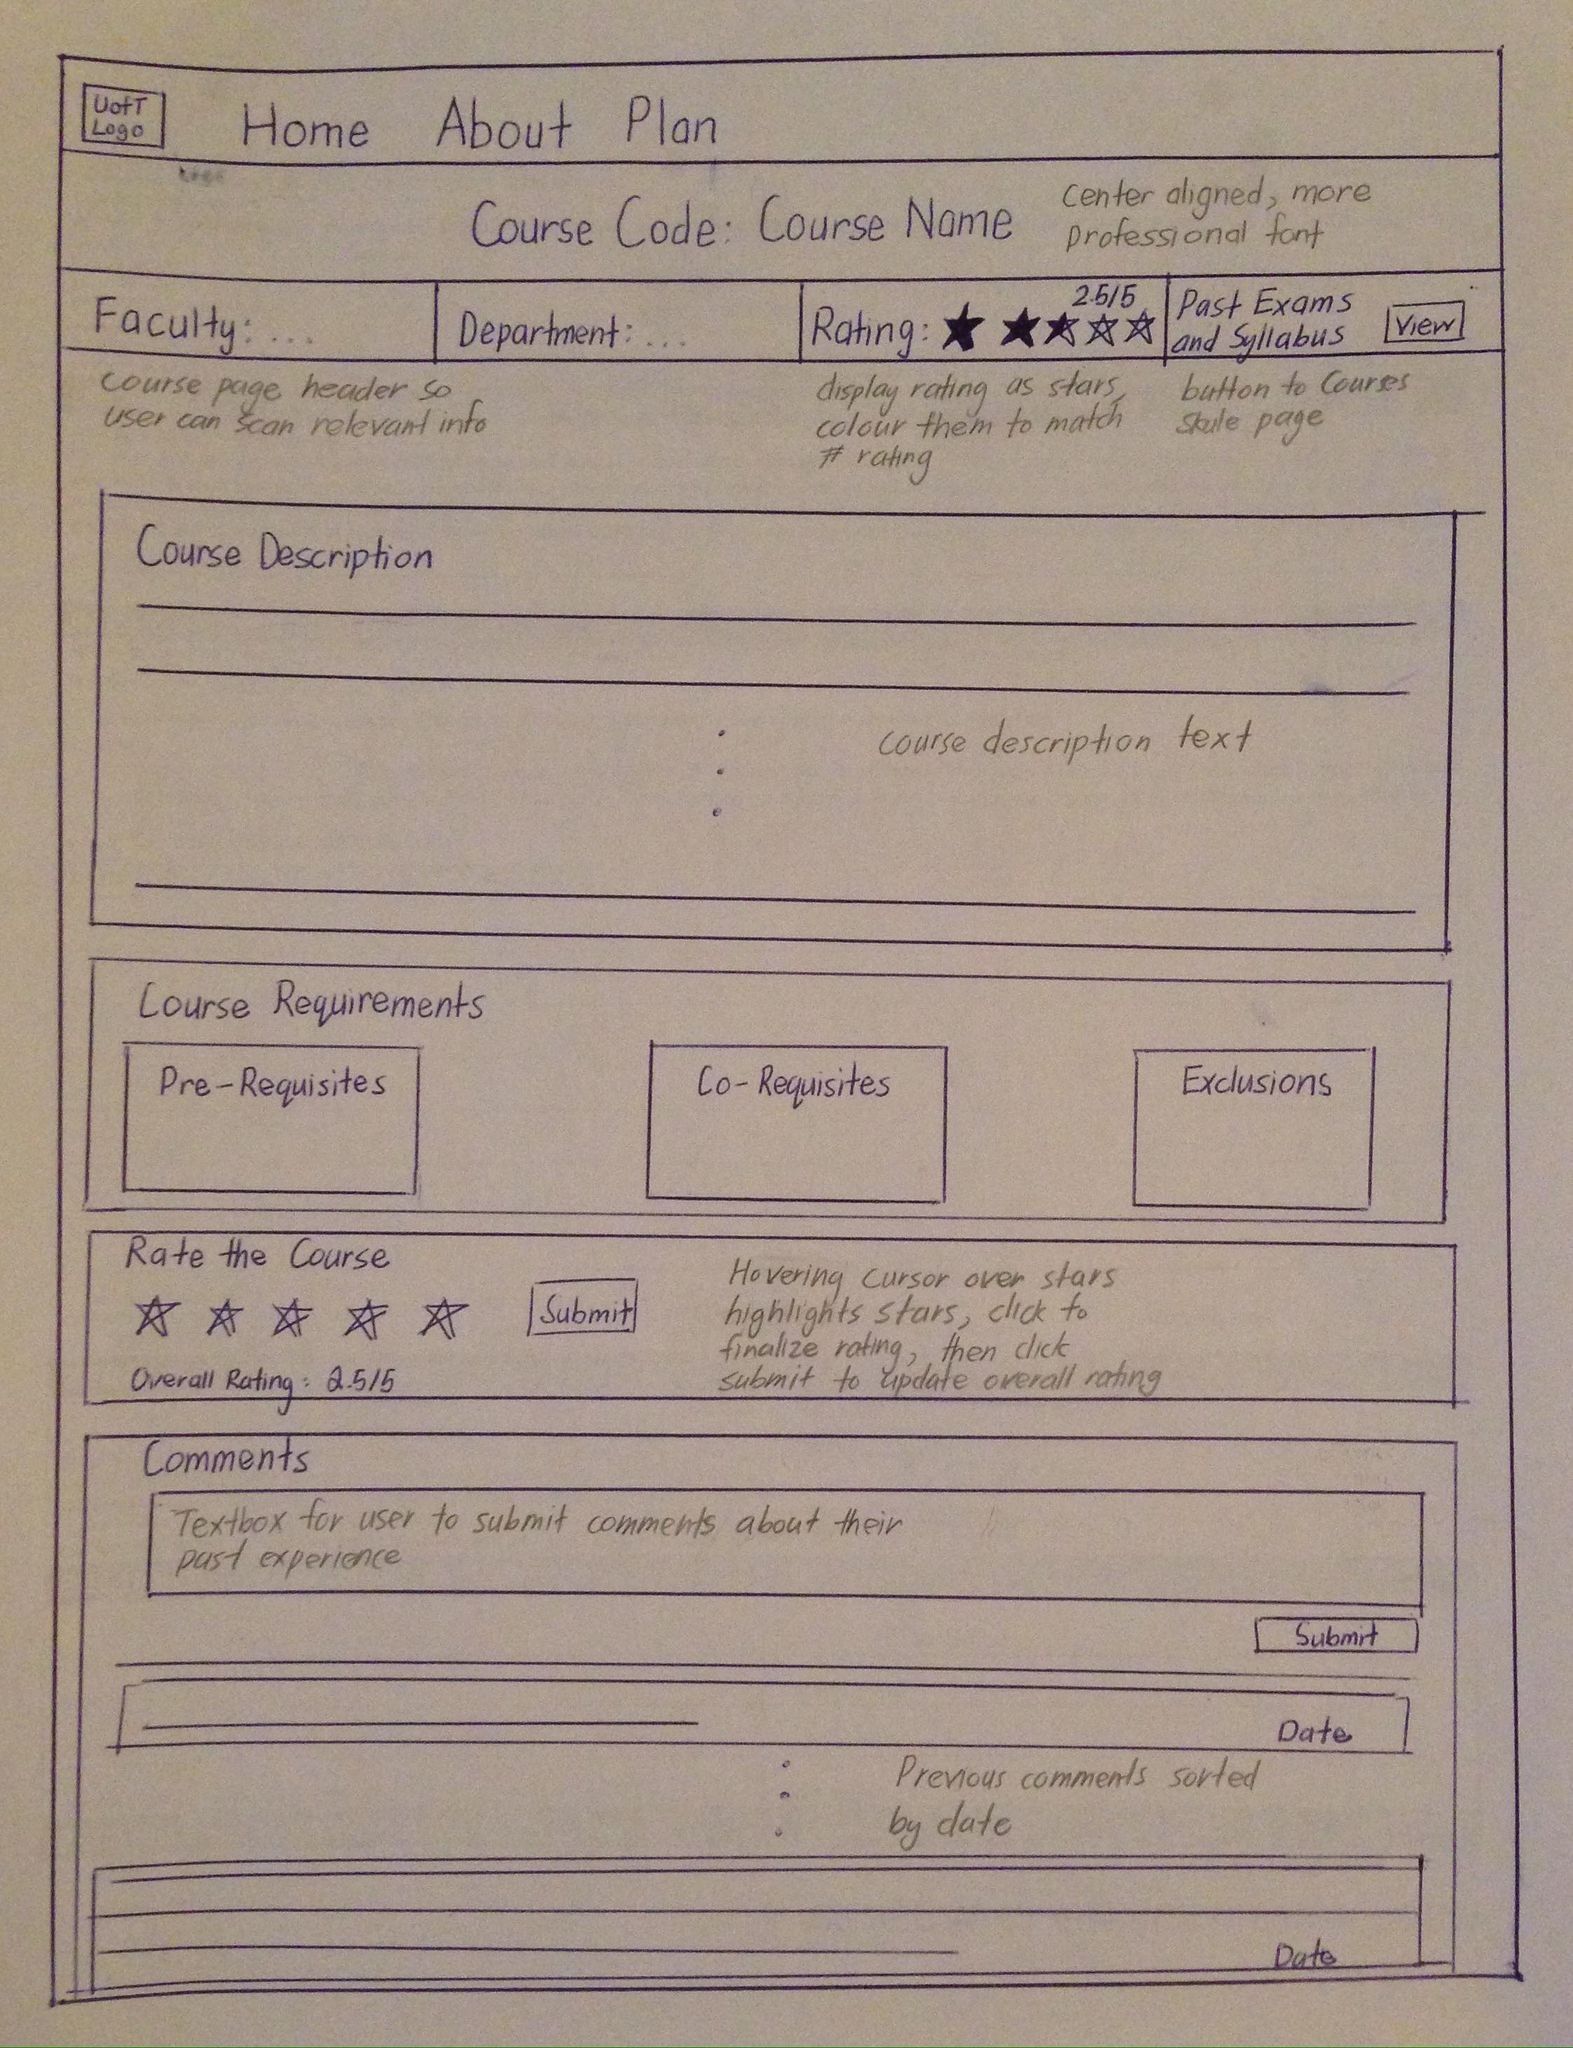 UofT
Logo
Home About Plan
Course Code: Course Name
Center aligned, more
professional font
Faculty: ...
Department: ...
Rating:
2.5/5
Past Exams
and Syllabus
View
Course page header so
user can scan relevant info
display rating as stars,
colour them to match
# rating
button to Courses
Skule page
Course Description
course description text
Course Requirements
Pre-Requisites
Co-Requisites
Exclusions
Rate the Course
Submit
Overall Rating: 2.5/5
Hovering cursor over stars
highlights stars, click to
finalize rating, then click
submit to update overall rating
Comments
Textbox for user to submit comments about their
past experience
Submit
Date
Previous comments sorted
by date
Date